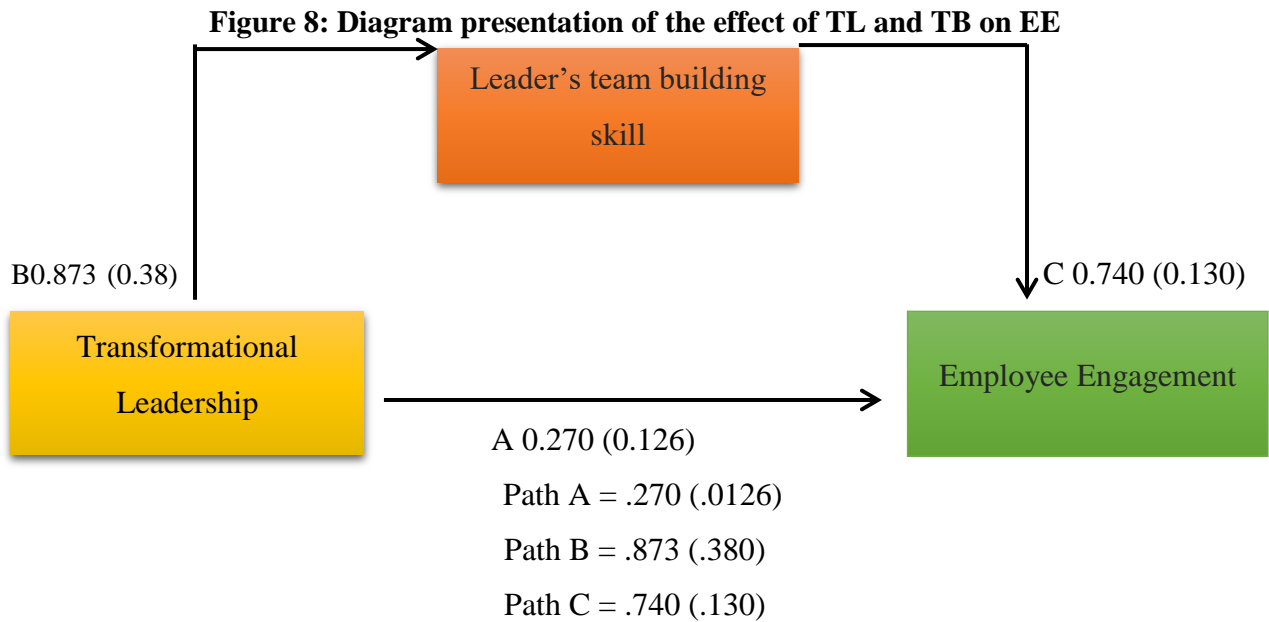 Figure 8: Diagram presentation of the effect of TL and TB on EE
Leader’s team building
skill
B0.873 (0.38)
C 0.740 (0.130)
Transformational
Leadership
Employee Engagement
A 0.270 (0.126)
Path A = .270 (.0126)
Path B = .873 (.380)
Path C = .740 (.130)